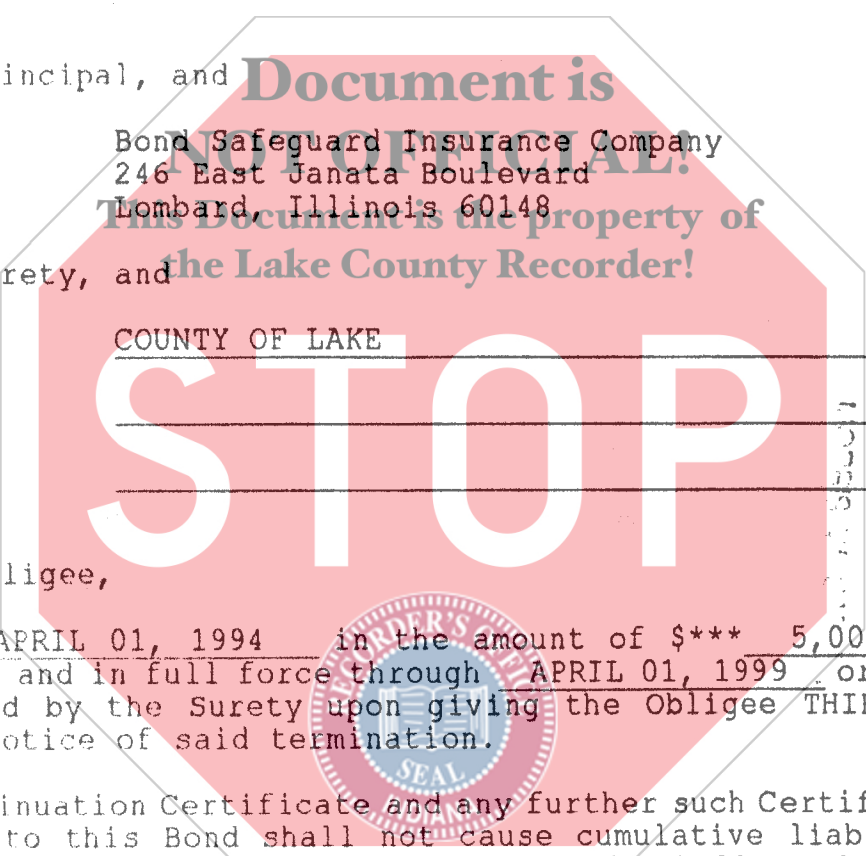 incipal, and
Document is
NOT OFFICIAL!
Bond Safeguard Insurance Company
246 East Janata Boulevard
Lombard, Illinois 60148
This Document is the property of
the Lake County Recorder!
rety, and
COUNTY OF LAKE
STOP
ligee,
APRIL 01, 1994 in the amount of $*** 5,00
and in full force through APRIL 01, 1999 or
d by the Surety upon giving the Obligee THI
otice of said termination.
RECORDER'S OFFICE
SEAL
INDIANA
inuation Certificate and any further such Certif
to this Bond shall not cause cumulative liab